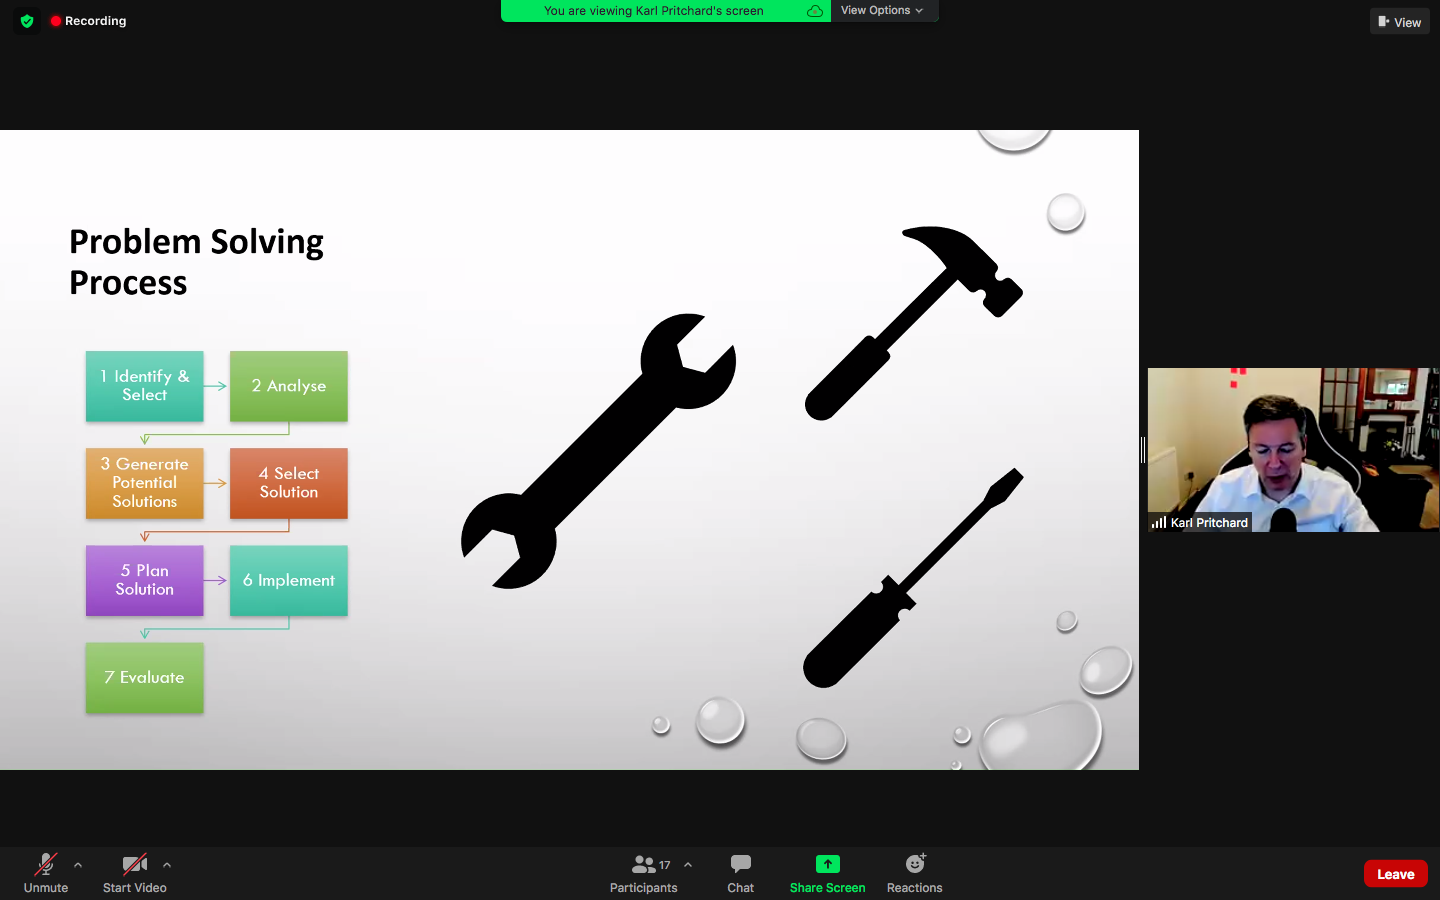 Recording
You are viewing Karl Pritchard's screen
View Options
View
Problem Solving
Process
1 Identify &
Select
2 Analyse
3 Generate
Potential
Solutions
4 Select
Solution
5 Plan
Solution
6 Implement
7 Evaluate
Karl Pritchard
Unmute
Start Video
17
Participants
Chat
Share Screen
Reactions
Leave